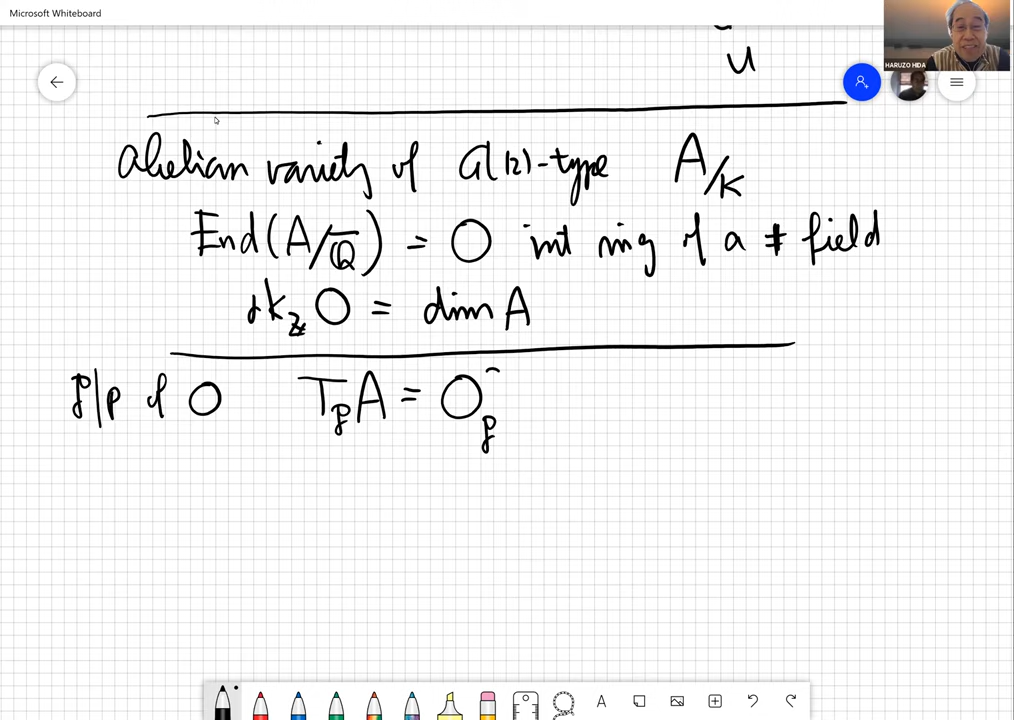 Microsoft Whiteboard
HARUZO HIDA
u
abelian variety of Gl(2)-type A/K
End(A/Q̅) = O int ring of a # field
rk_Z O = dim A
𝔭|p of O T_𝔭A = O_𝔭^
A